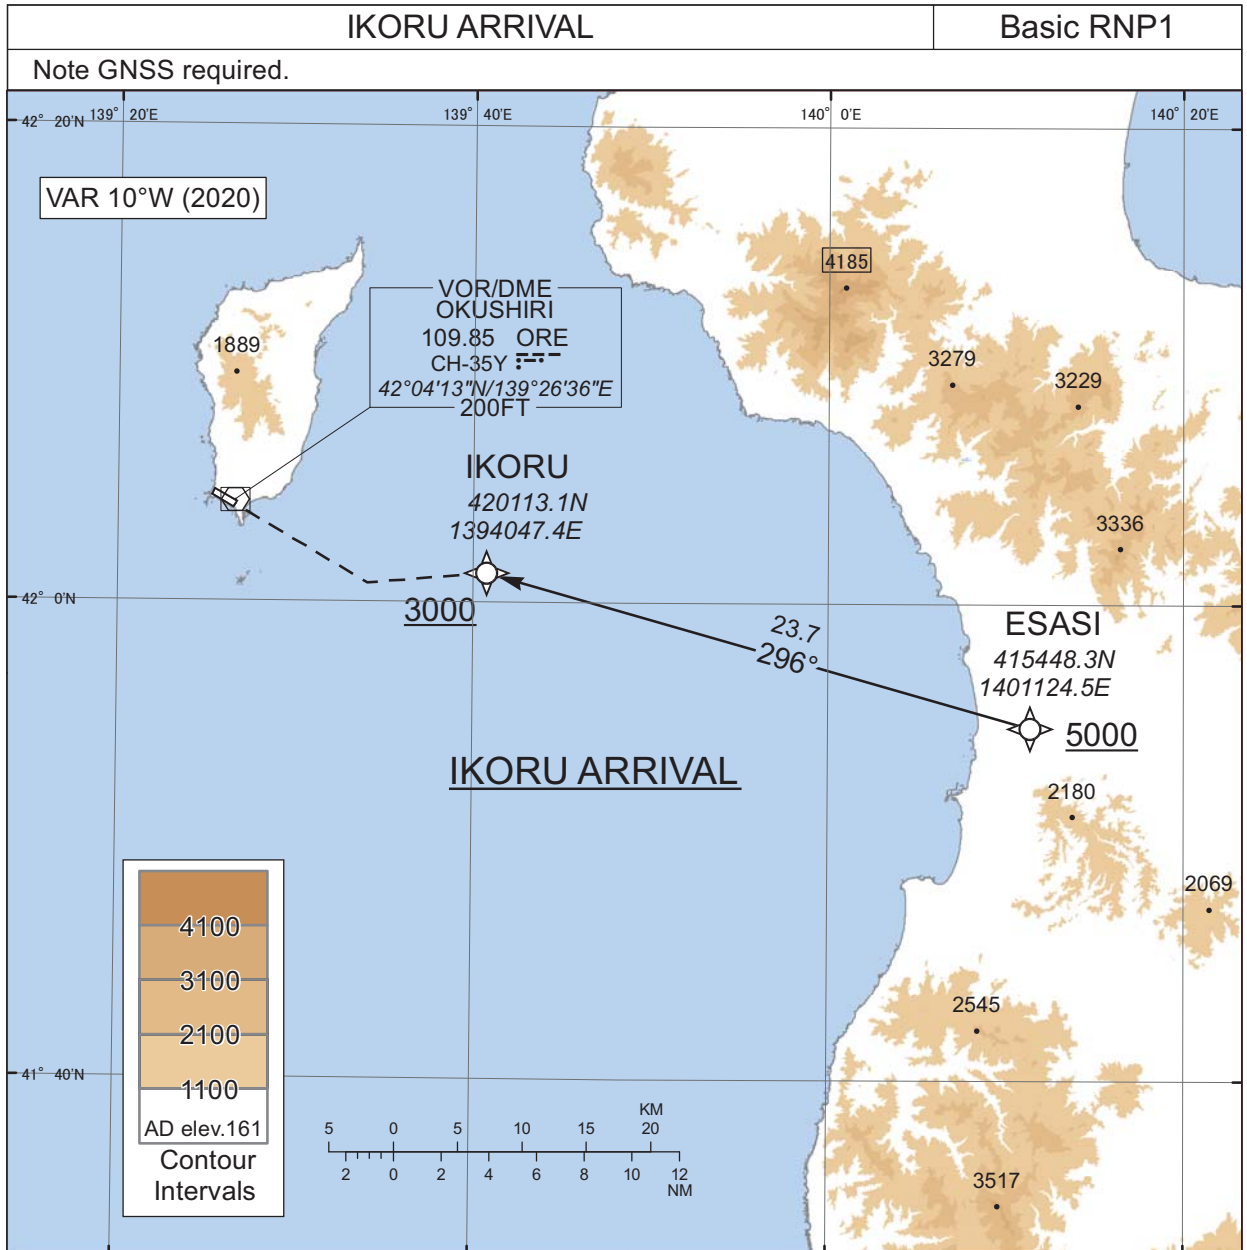 IKORU ARRIVAL
Basic RNP1
Note GNSS required.
139° 20'E
139° 40'E
140° 0'E
140° 20'E
42° 20'N
VAR 10°W (2020)
4185
VOR/DME
OKUSHIRI
109.85 ORE
CH-35Y
42°04'13"N/139°26'36"E
200FT
1889
3279
3229
IKORU
420113.1N
1394047.4E
3336
42° 0'N
3000
23.7
296°
ESASI
415448.3N
1401124.5E
5000
IKORU ARRIVAL
2180
2069
4100
3100
2100
1100
AD elev.161
Contour
Intervals
2545
41° 40'N
KM
5 0 5 10 15 20
2 0 2 4 6 8 10 12
NM
3517